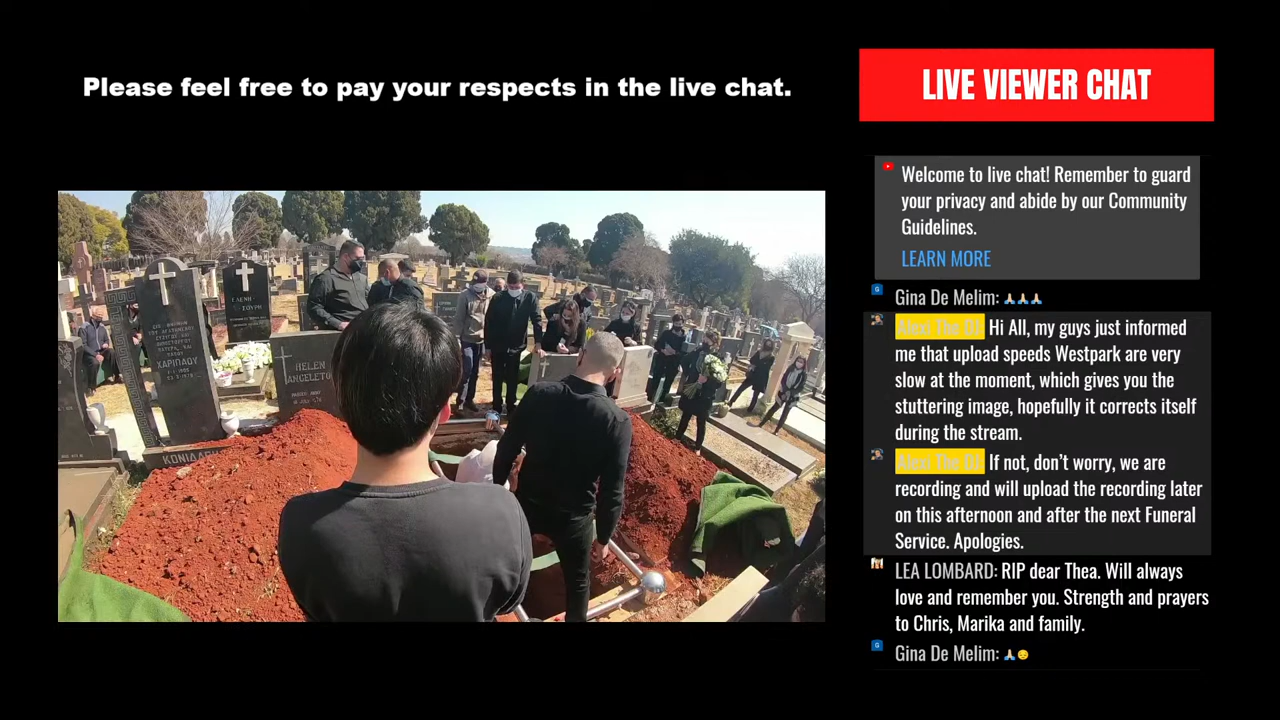 Please feel free to pay your respects in the live chat.
LIVE VIEWER CHAT
Welcome to live chat! Remember to guard
your privacy and abide by our Community
Guidelines.
LEARN MORE
Gina De Melim: 🙏🙏🙏
Alexi The DJ Hi All, my guys just informed
me that upload speeds Westpark are very
slow at the moment, which gives you the
stuttering image, hopefully it corrects itself
during the stream.
Alexi The DJ If not, don't worry, we are
recording and will upload the recording later
on this afternoon and after the next Funeral
Service. Apologies.
LEA LOMBARD: RIP dear Thea. Will always
love and remember you. Strength and prayers
to Chris, Marika and family.
Gina De Melim: 🙏😔
ΕΛΕΝΗ
ΣΟΥΡΗ
ΧΑΡΙΛΑΟΥ
HELEN
ANGELETO